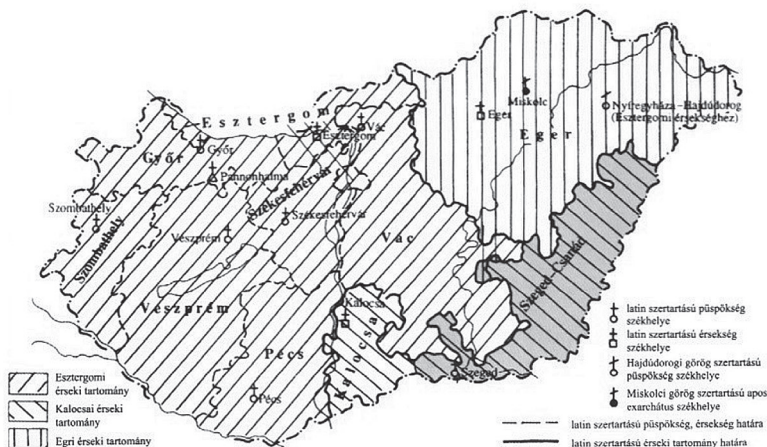 Esztergom
Miskolc
Eger
Eger
Nyíregyháza–Hajdúdorog
(Esztergomi érsekséghez)
Vác
Esztergom
Győr
Győr
Pannonhalma
Székesfehérvár
Székesfehérvár
Szombathely
Szombathely
Veszprém
Veszprém
Vác
Szeged-Csanád
Kalocsa
Kalocsa
Pécs
Pécs
Szeged
latin szertartású püspökség
székhelye
latin szertartású érsekség
székhelye
Hajdúdorogi görög szertartású
püspökség székhelye
Miskolci görög szertartású apos
exarchátus székhelye
Esztergomi
érseki tartomány
Kalocsai érseki
tartomány
Egri érseki tartomány
latin szertartású püspökség, érsekség határa
latin szertartású érseki tartomány határa